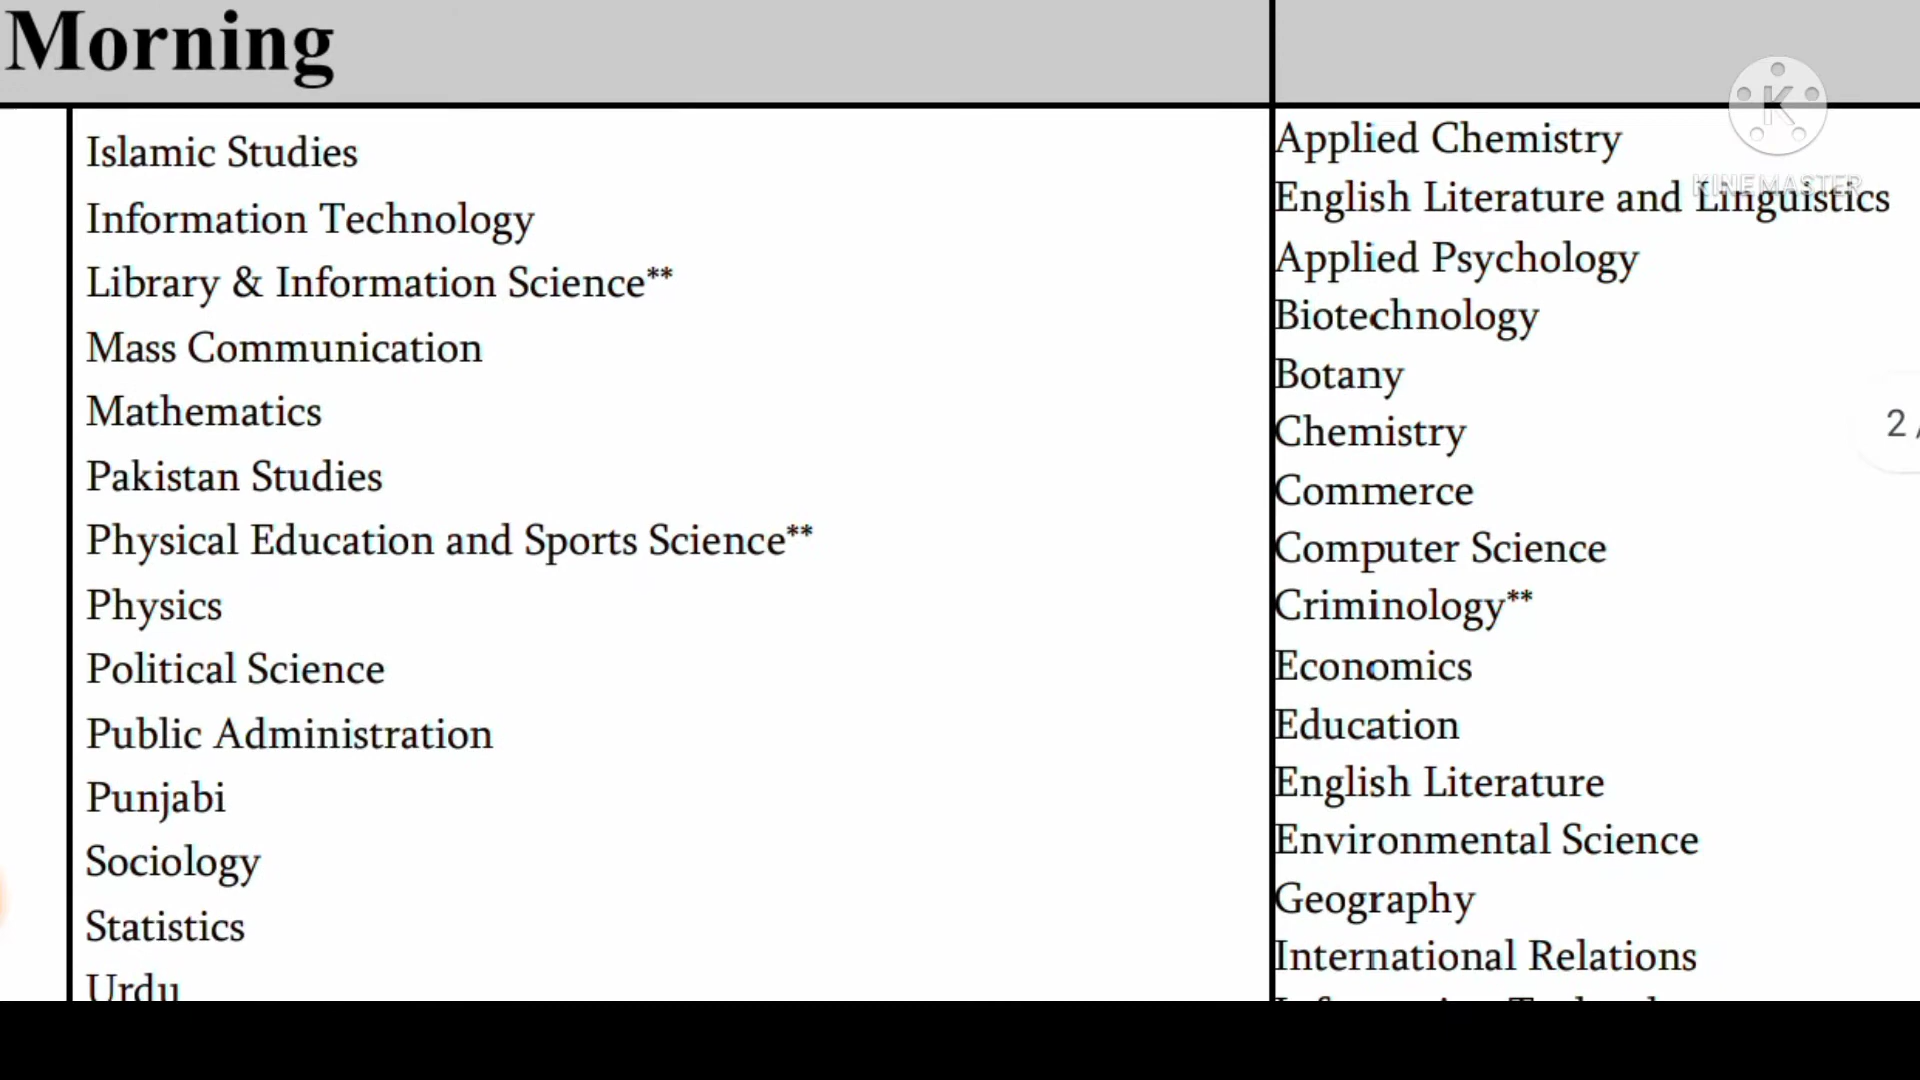 Morning
Islamic Studies
Information Technology
Library & Information Science**
Mass Communication
Mathematics
Pakistan Studies
Physical Education and Sports Science**
Physics
Political Science
Public Administration
Punjabi
Sociology
Statistics
Urdu
Applied Chemistry
English Literature and Linguistics
Applied Psychology
Biotechnology
Botany
Chemistry
Commerce
Computer Science
Criminology**
Economics
Education
English Literature
Environmental Science
Geography
International Relations
K
KINEMASTER
2 /